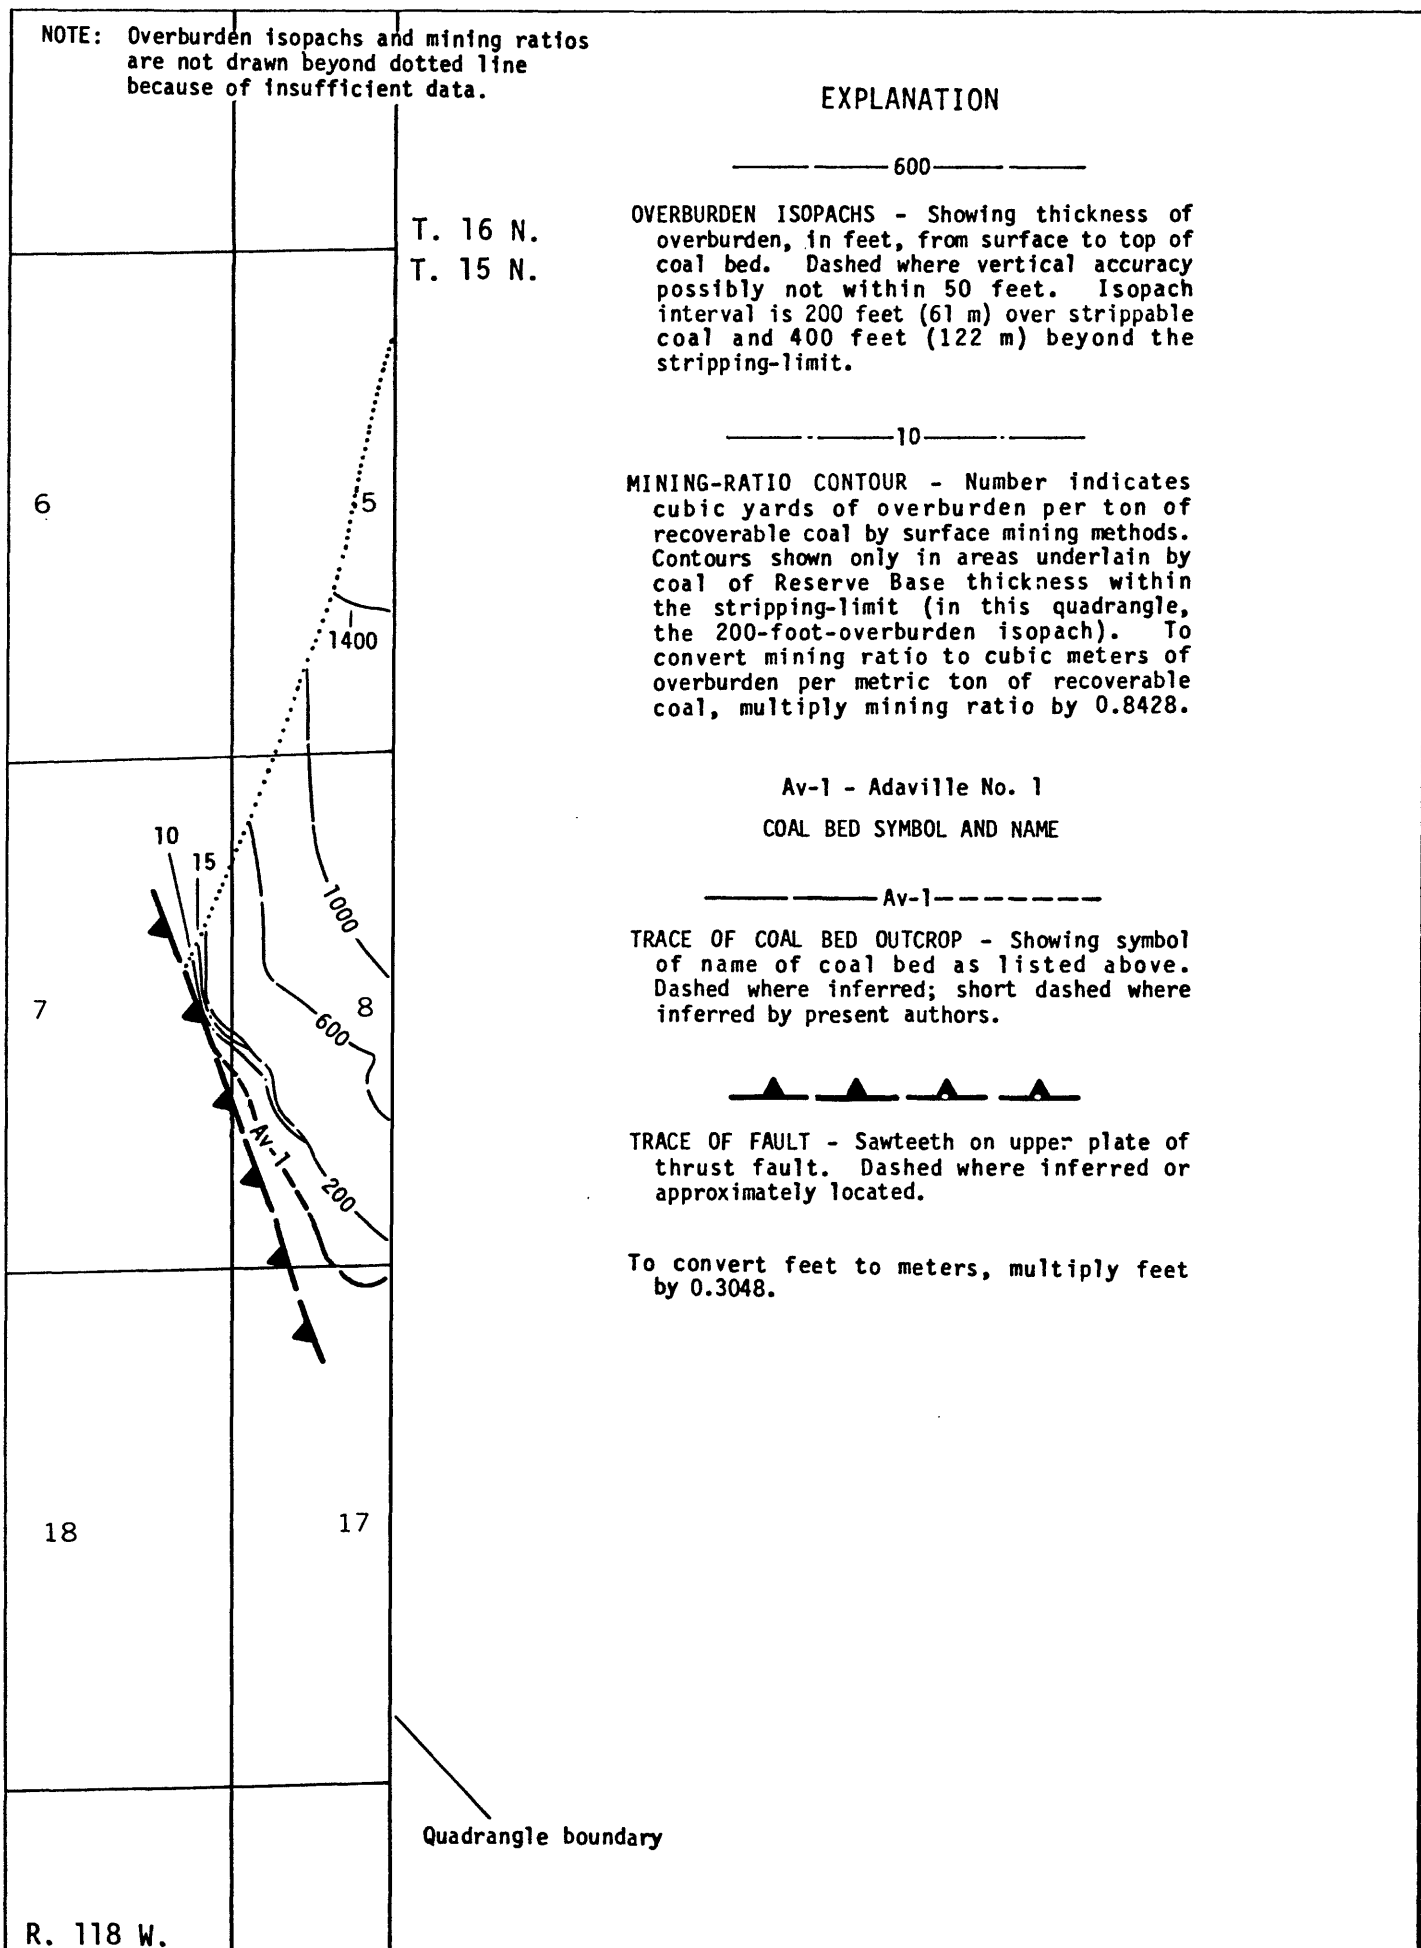 NOTE: Overburden isopachs and mining ratios
are not drawn beyond dotted line
because of insufficient data.
EXPLANATION
600
T. 16 N.
T. 15 N.
OVERBURDEN ISOPACHS - Showing thickness of
overburden, in feet, from surface to top of
coal bed. Dashed where vertical accuracy
possibly not within 50 feet. Isopach
interval is 200 feet (61 m) over strippable
coal and 400 feet (122 m) beyond the
stripping-limit.
10
MINING-RATIO CONTOUR - Number indicates
cubic yards of overburden per ton of
recoverable coal by surface mining methods.
Contours shown only in areas underlain by
coal of Reserve Base thickness within
the stripping-limit (in this quadrangle,
the 200-foot-overburden isopach). To
convert mining ratio to cubic meters of
overburden per metric ton of recoverable
coal, multiply mining ratio by 0.8428.
Av-1 - Adaville No. 1
COAL BED SYMBOL AND NAME
Av-1
TRACE OF COAL BED OUTCROP - Showing symbol
of name of coal bed as listed above.
Dashed where inferred; short dashed where
inferred by present authors.
TRACE OF FAULT - Sawteeth on upper plate of
thrust fault. Dashed where inferred or
approximately located.
To convert feet to meters, multiply feet
by 0.3048.
6
5
1400
10
15
1000
7
8
600
Av-1
200
18
17
Quadrangle boundary
R. 118 W.